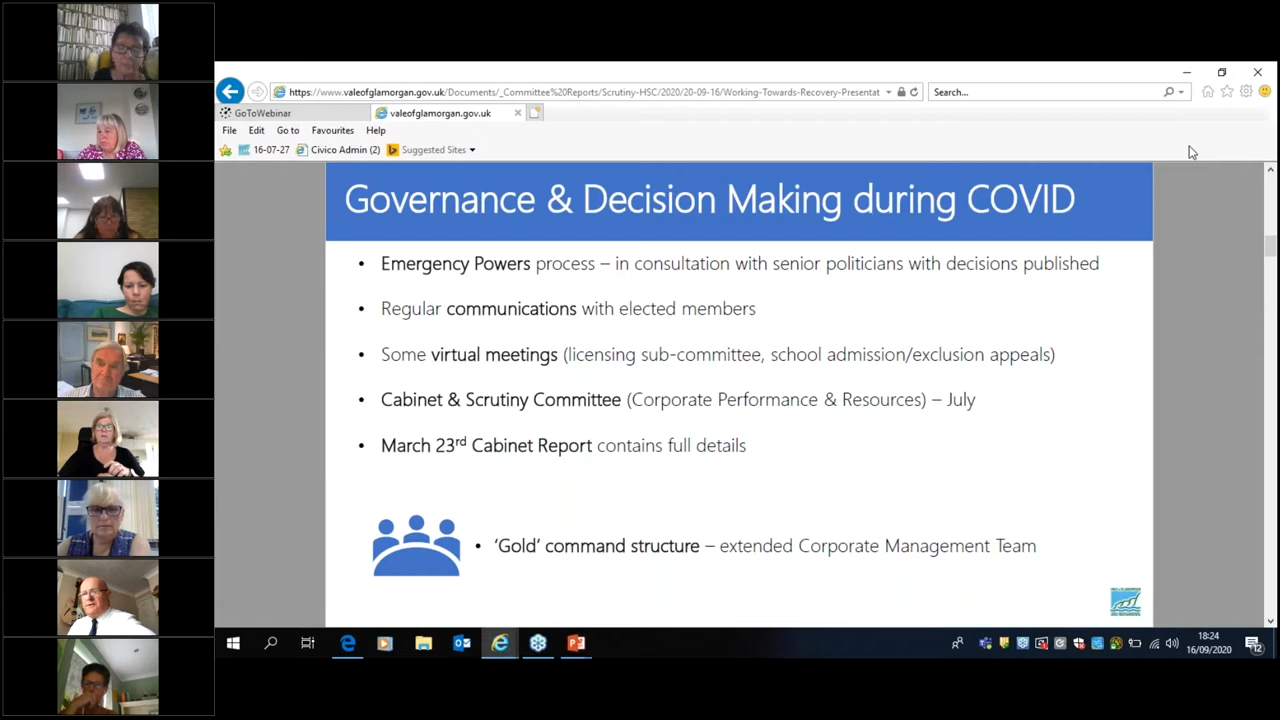 https://www.valeofglamorgan.gov.uk/Documents/_Committee%20Reports/Scrutiny-HSC/2020/20-09-16/Working-Towards-Recovery-Presentat
Search...
GoToWebinar
valeofglamorgan.gov.uk
File Edit Go to Favourites Help
16-07-27 Civico Admin (2) Suggested Sites
Governance & Decision Making during COVID
• Emergency Powers process – in consultation with senior politicians with decisions published
• Regular communications with elected members
• Some virtual meetings (licensing sub-committee, school admission/exclusion appeals)
• Cabinet & Scrutiny Committee (Corporate Performance & Resources) – July
• March 23rd Cabinet Report contains full details
• ‘Gold’ command structure – extended Corporate Management Team
18:24
16/09/2020
12